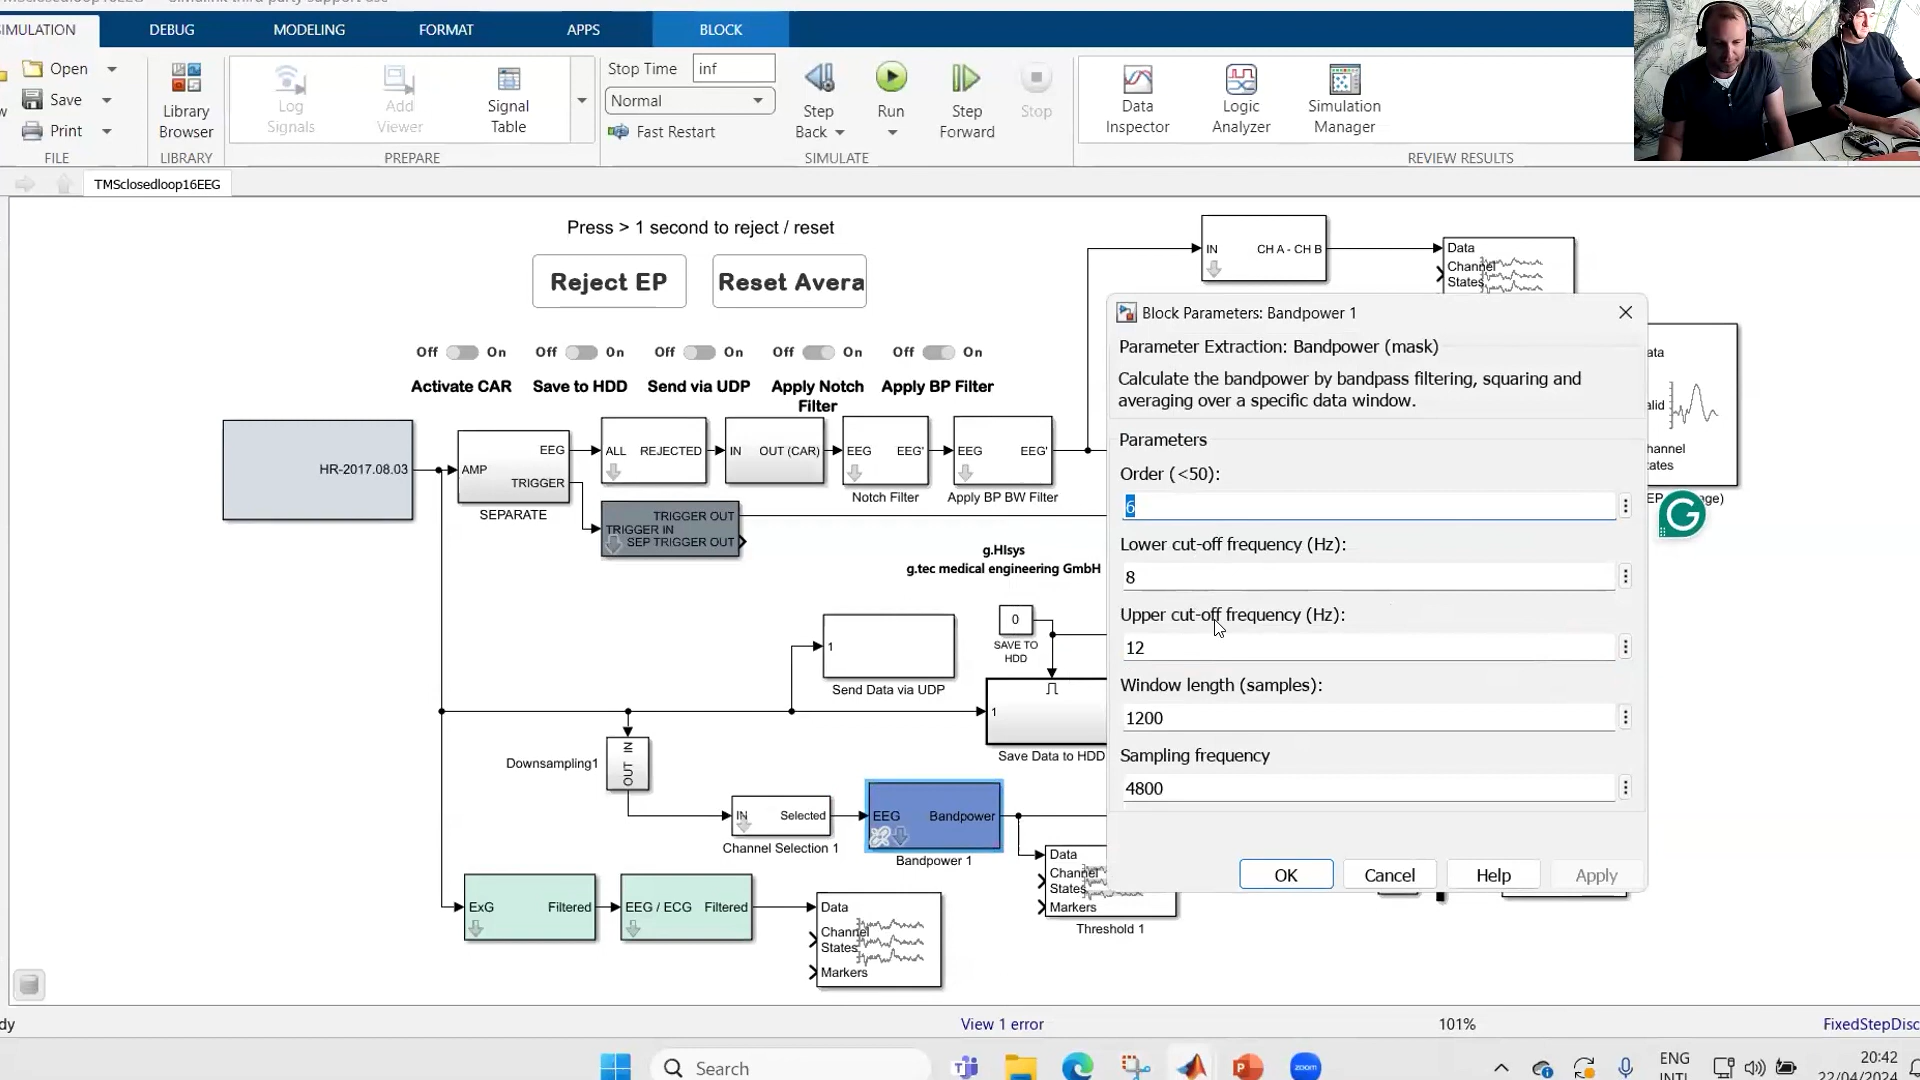 SIMULATION
DEBUG
MODELING
FORMAT
APPS
BLOCK
Open
Save
Print
FILE
Library
Browser
LIBRARY
Log
Signals
Add
Viewer
Signal
Table
PREPARE
Stop Time
inf
Normal
Fast Restart
Step
Back
Run
Step
Forward
Stop
SIMULATE
Data
Inspector
Logic
Analyzer
Simulation
Manager
REVIEW RESULTS
TMSclosedloop16EEG
Press > 1 second to reject / reset
Reject EP
Reset Avera
Off On
Off On
Off On
Off On
Off On
Activate CAR
Save to HDD
Send via UDP
Apply Notch
Filter
Apply BP Filter
HR-2017.08.03
AMP
EEG
TRIGGER
SEPARATE
ALL REJECTED
IN OUT (CAR)
EEG EEG'
Notch Filter
EEG EEG'
Apply BP BW Filter
TRIGGER OUT
TRIGGER IN
SEP TRIGGER OUT
g.HIsys
g.tec medical engineering GmbH
IN CH A - CH B
Data
Channel
States
1
Send Data via UDP
0
SAVE TO
HDD
1
Save Data to HDD
Downsampling1
IN
OUT
IN Selected
Channel Selection 1
EEG Bandpower
Bandpower 1
Data
Channel
States
Markers
Threshold 1
ExG Filtered
EEG / ECG Filtered
Data
Channel
States
Markers
Block Parameters: Bandpower 1
Parameter Extraction: Bandpower (mask)
Calculate the bandpower by bandpass filtering, squaring and
averaging over a specific data window.
Parameters
Order (<50):
6
Lower cut-off frequency (Hz):
8
Upper cut-off frequency (Hz):
12
Window length (samples):
1200
Sampling frequency
4800
OK
Cancel
Help
Apply
ata
alid
hannel
ates
nge)
dy
View 1 error
101%
FixedStepDisc
Search
zoom
ENG
INTL
20:42
22/04/2024